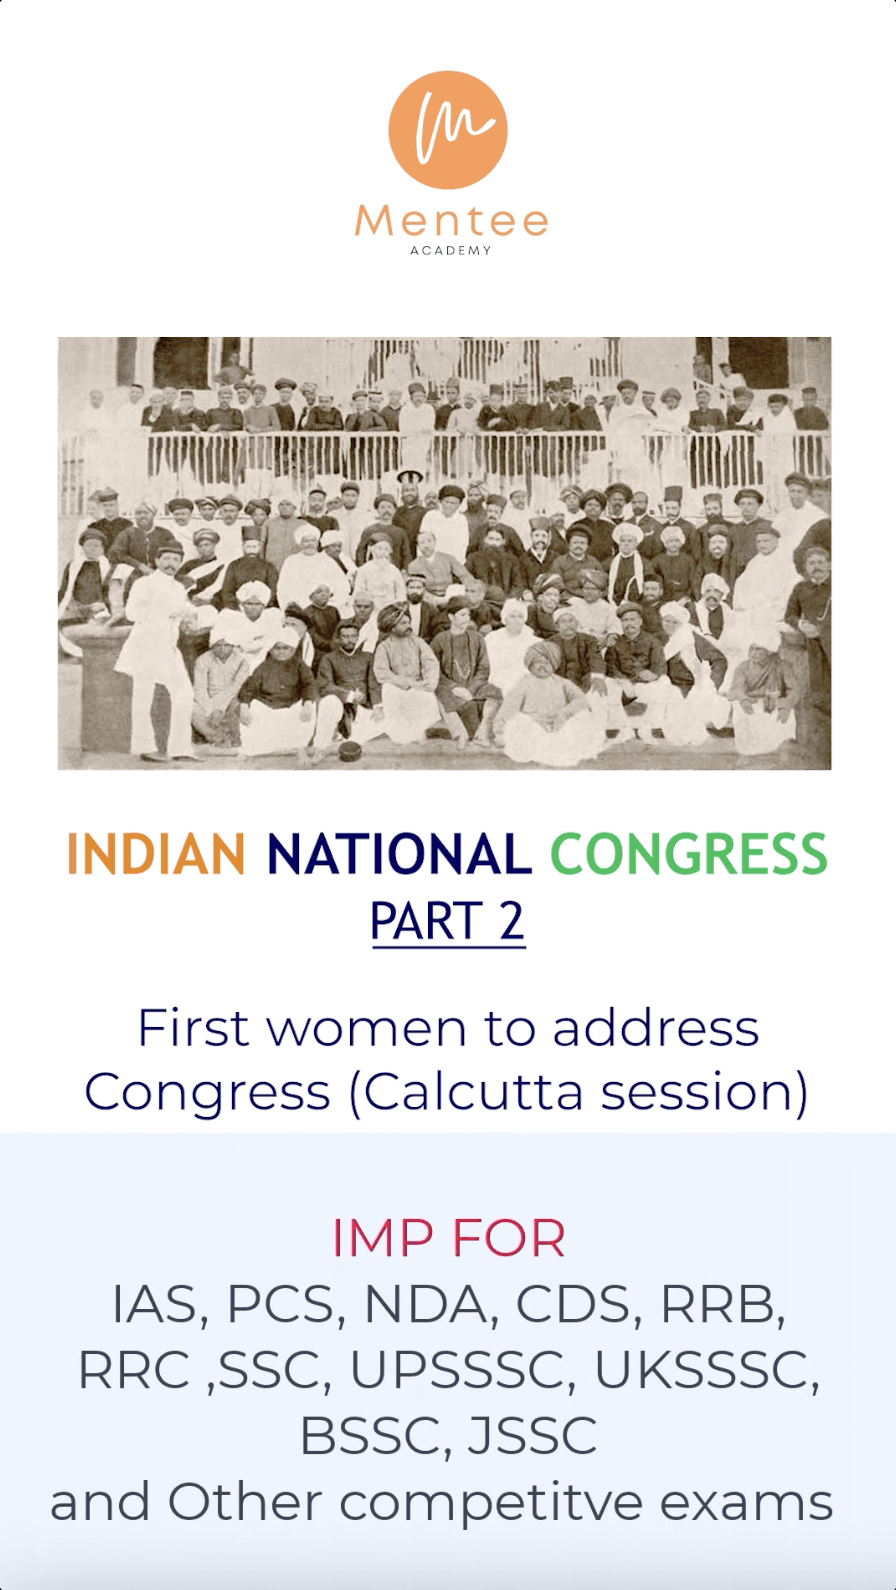 Mentee
ACADEMY
INDIAN NATIONAL CONGRESS
PART 2
First women to address
Congress (Calcutta session)
IMP FOR
IAS, PCS, NDA, CDS, RRB,
RRC ,SSC, UPSSSC, UKSSSC,
BSSC, JSSC
and Other competitve exams